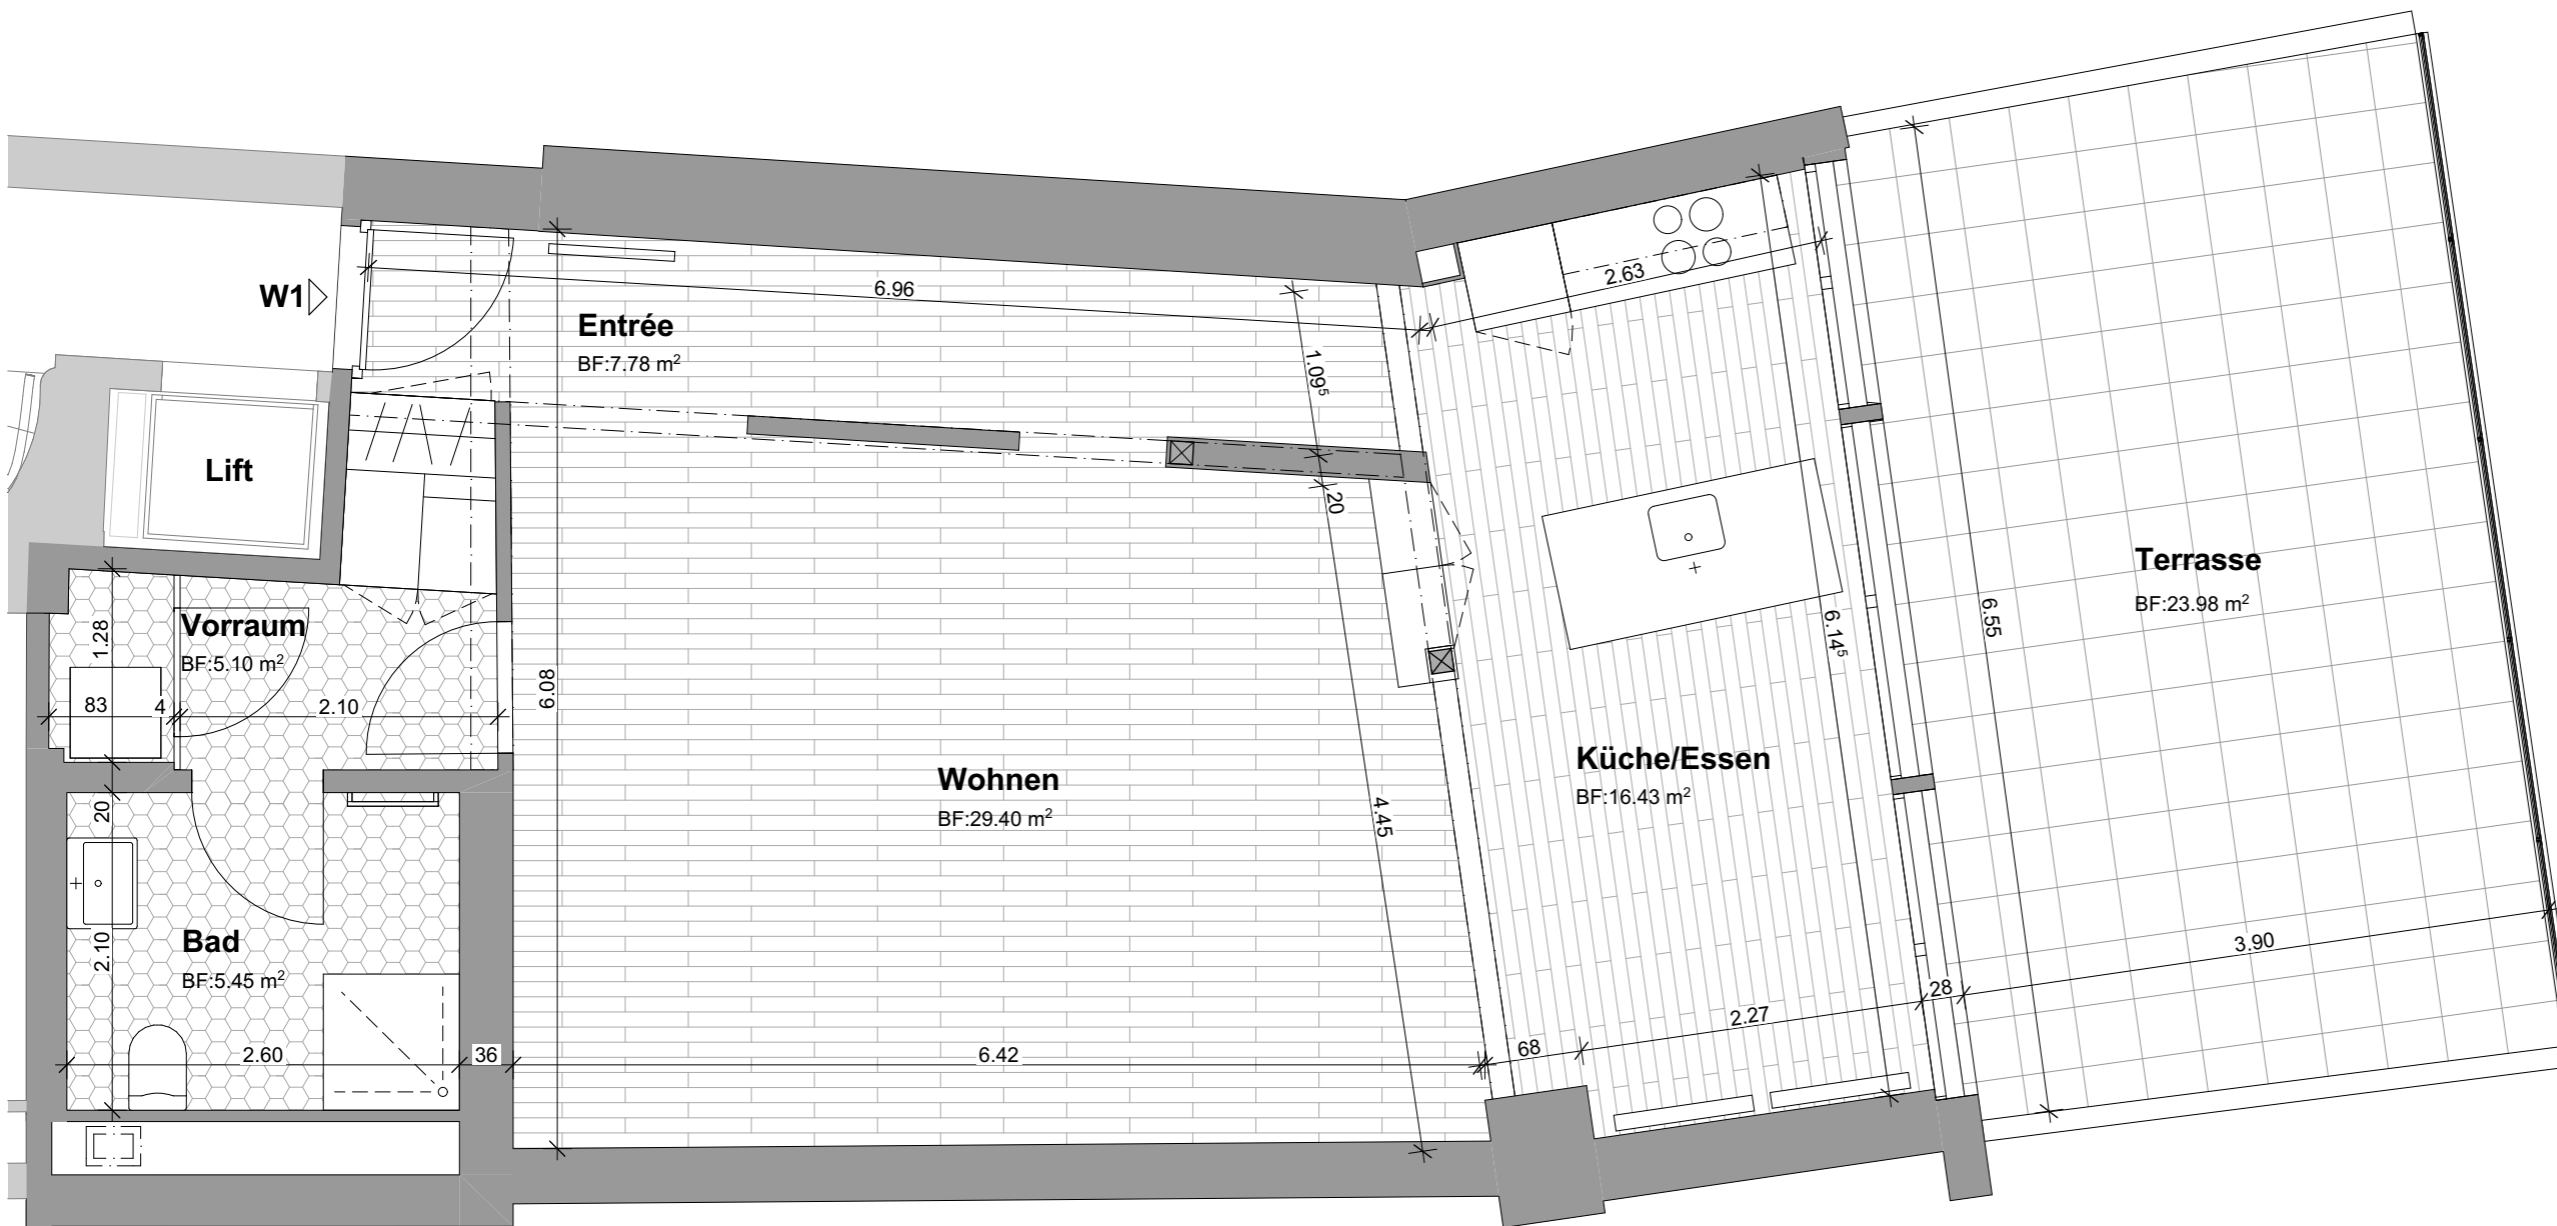 W1
6.96
2.63
Entrée
BF:7.78 m²
1.09⁵
Lift
20
Terrasse
BF:23.98 m²
6.55
6.14⁵
Vorraum
BF:5.10 m²
1.28
6.08
83
4
2.10
Küche/Essen
BF:16.43 m²
Wohnen
BF:29.40 m²
4.45
20
2.10
Bad
BF:5.45 m²
3.90
28
2.27
68
2.60
36
6.42